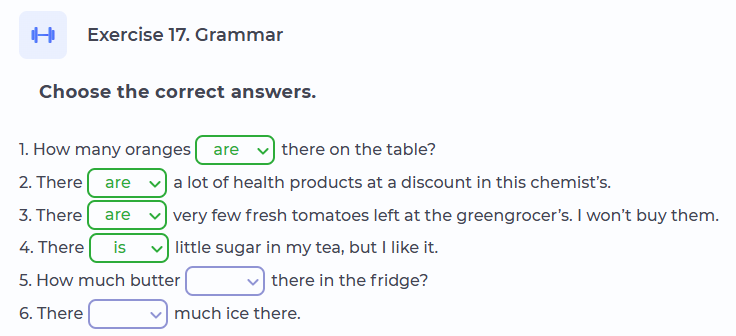 Exercise 17. Grammar
Choose the correct answers.
1. How many oranges are there on the table?
2. There are a lot of health products at a discount in this chemist's.
3. There are very few fresh tomatoes left at the greengrocer's. I won't buy them.
4. There is little sugar in my tea, but I like it.
5. How much butter there in the fridge?
6. There much ice there.